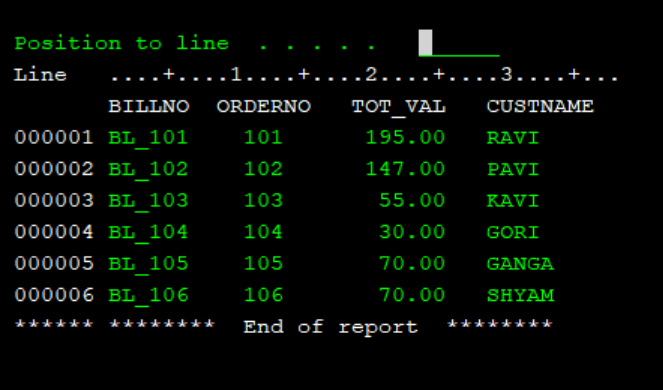 Position to line . . . . .
Line ....+....1....+....2....+....3....+...
BILLNO ORDERNO TOT_VAL CUSTNAME
000001 BL_101 101 195.00 RAVI
000002 BL_102 102 147.00 PAVI
000003 BL_103 103 55.00 KAVI
000004 BL_104 104 30.00 GORI
000005 BL_105 105 70.00 GANGA
000006 BL_106 106 70.00 SHYAM
****** ******** End of report ********